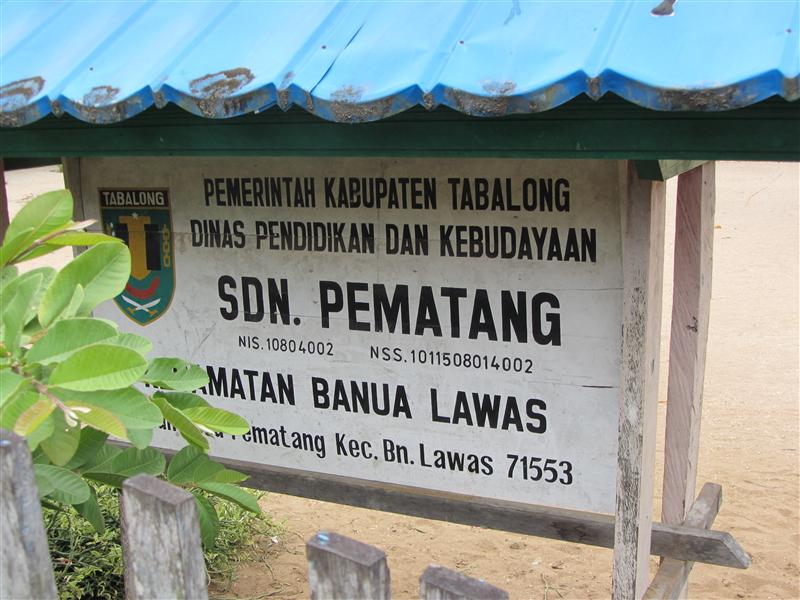 TABALONG
PEMERINTAH KABUPATEN TABALONG
DINAS PENDIDIKAN DAN KEBUDAYAAN
SDN. PEMATANG
NIS.10804002 NSS.1011508014002
BANUA LAWAS
Pematang Kec. Bn. Lawas 71553